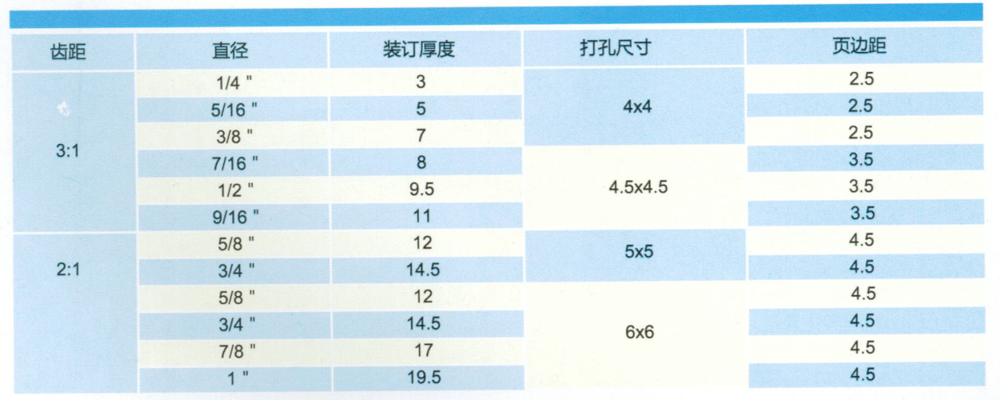 齿距 直径 装订厚度 打孔尺寸 页边距
1/4 " 3 2.5
5/16 " 5 4x4 2.5
3/8 " 7 2.5
3:1 7/16 " 8 3.5
1/2 " 9.5 4.5x4.5 3.5
9/16 " 11 3.5
5/8 " 12 5x5 4.5
2:1 3/4 " 14.5 4.5
5/8 " 12 4.5
3/4 " 14.5 6x6 4.5
7/8 " 17 4.5
1 " 19.5 4.5